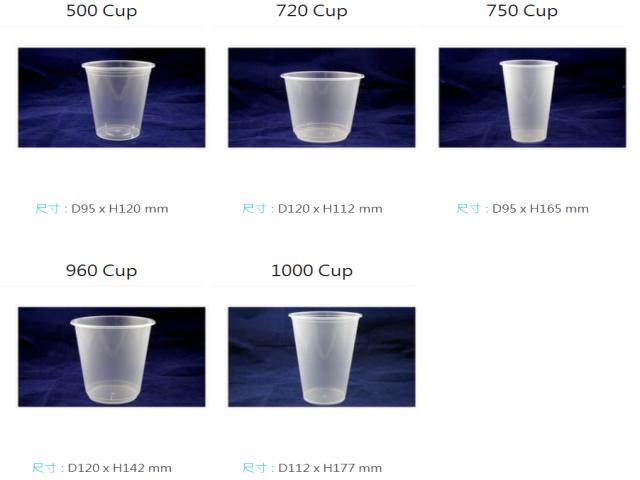 500 Cup
720 Cup
750 Cup
尺寸 : D95 x H120 mm
尺寸 : D120 x H112 mm
尺寸 : D95 x H165 mm
960 Cup
1000 Cup
尺寸 : D120 x H142 mm
尺寸 : D112 x H177 mm